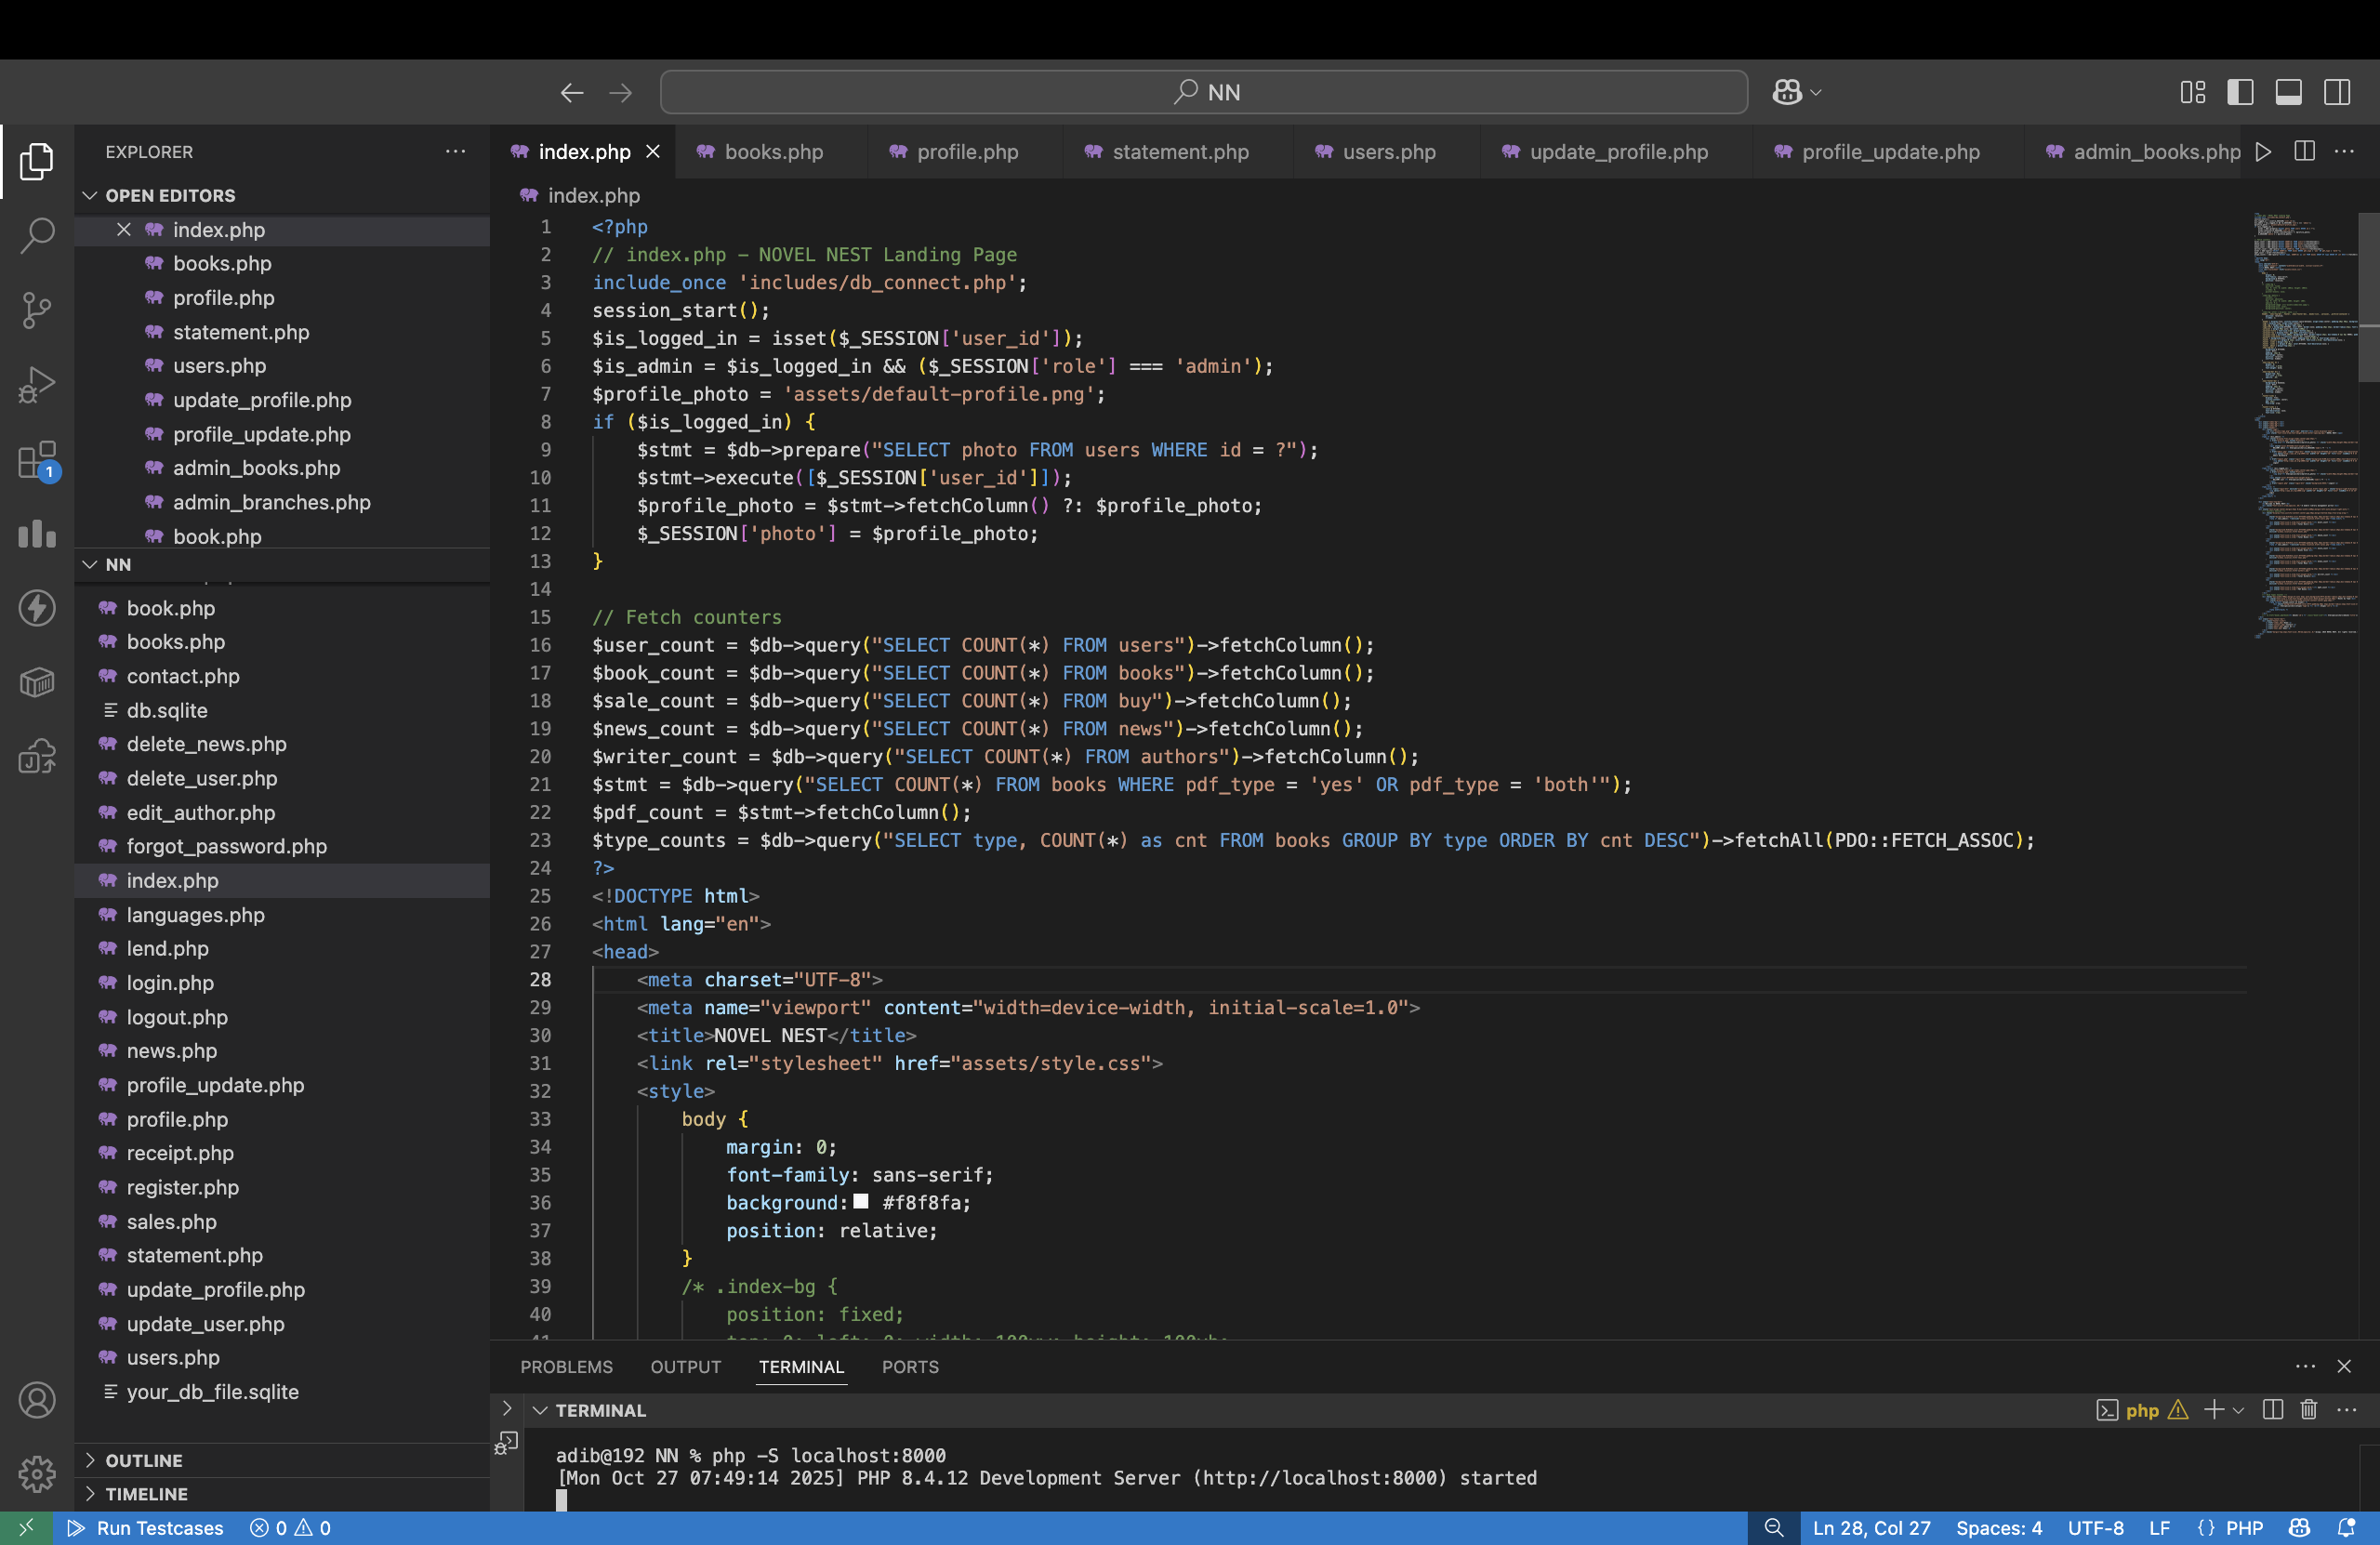 NN
EXPLORER
OPEN EDITORS
index.php
books.php
profile.php
statement.php
users.php
update_profile.php
profile_update.php
admin_books.php
admin_branches.php
book.php
NN
book.php
books.php
contact.php
db.sqlite
delete_news.php
delete_user.php
edit_author.php
forgot_password.php
index.php
languages.php
lend.php
login.php
logout.php
news.php
profile_update.php
profile.php
receipt.php
register.php
sales.php
statement.php
update_profile.php
update_user.php
users.php
your_db_file.sqlite
OUTLINE
TIMELINE
1
index.php books.php profile.php statement.php users.php update_profile.php profile_update.php admin_books.php
index.php
1 <?php
2 // index.php – NOVEL NEST Landing Page
3 include_once 'includes/db_connect.php';
4 session_start();
5 $is_logged_in = isset($_SESSION['user_id']);
6 $is_admin = $is_logged_in && ($_SESSION['role'] === 'admin');
7 $profile_photo = 'assets/default-profile.png';
8 if ($is_logged_in) {
9 $stmt = $db->prepare("SELECT photo FROM users WHERE id = ?");
10 $stmt->execute([$_SESSION['user_id']]);
11 $profile_photo = $stmt->fetchColumn() ?: $profile_photo;
12 $_SESSION['photo'] = $profile_photo;
13 }
14
15 // Fetch counters
16 $user_count = $db->query("SELECT COUNT(*) FROM users")->fetchColumn();
17 $book_count = $db->query("SELECT COUNT(*) FROM books")->fetchColumn();
18 $sale_count = $db->query("SELECT COUNT(*) FROM buy")->fetchColumn();
19 $news_count = $db->query("SELECT COUNT(*) FROM news")->fetchColumn();
20 $writer_count = $db->query("SELECT COUNT(*) FROM authors")->fetchColumn();
21 $stmt = $db->query("SELECT COUNT(*) FROM books WHERE pdf_type = 'yes' OR pdf_type = 'both'");
22 $pdf_count = $stmt->fetchColumn();
23 $type_counts = $db->query("SELECT type, COUNT(*) as cnt FROM books GROUP BY type ORDER BY cnt DESC")->fetchAll(PDO::FETCH_ASSOC);
24 ?>
25 <!DOCTYPE html>
26 <html lang="en">
27 <head>
28 <meta charset="UTF-8">
29 <meta name="viewport" content="width=device-width, initial-scale=1.0">
30 <title>NOVEL NEST</title>
31 <link rel="stylesheet" href="assets/style.css">
32 <style>
33 body {
34 margin: 0;
35 font-family: sans-serif;
36 background: #f8f8fa;
37 position: relative;
38 }
39 /* .index-bg {
40 position: fixed;
PROBLEMS OUTPUT TERMINAL PORTS
TERMINAL
php
adib@192 NN % php -S localhost:8000
[Mon Oct 27 07:49:14 2025] PHP 8.4.12 Development Server (http://localhost:8000) started
Run Testcases 0 0 Ln 28, Col 27 Spaces: 4 UTF-8 LF {} PHP